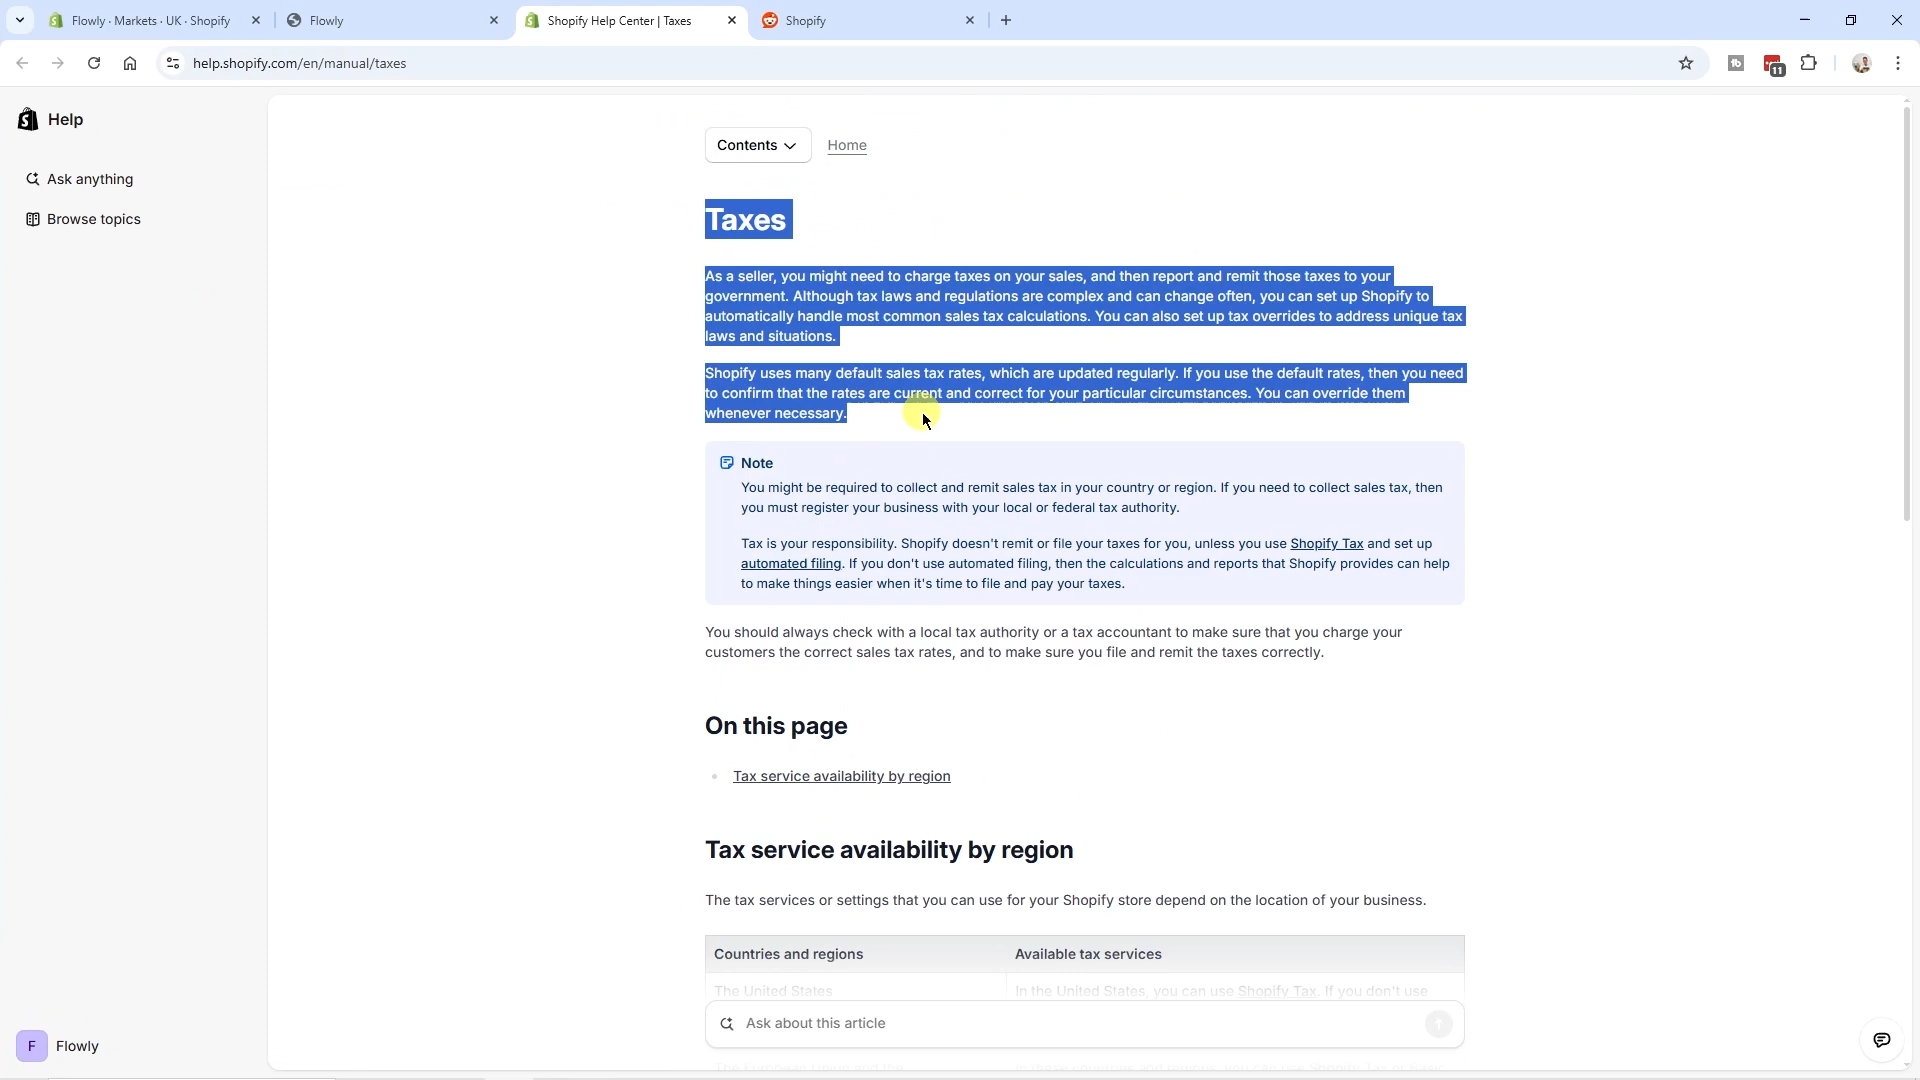 Flowly · Markets · UK · Shopify
Flowly
Shopify Help Center | Taxes
Shopify
help.shopify.com/en/manual/taxes
11
Help
Ask anything
Browse topics
Contents
Home
Taxes
As a seller, you might need to charge taxes on your sales, and then report and remit those taxes to your
government. Although tax laws and regulations are complex and can change often, you can set up Shopify to
automatically handle most common sales tax calculations. You can also set up tax overrides to address unique tax
laws and situations.
Shopify uses many default sales tax rates, which are updated regularly. If you use the default rates, then you need
to confirm that the rates are current and correct for your particular circumstances. You can override them
whenever necessary.
Note
You might be required to collect and remit sales tax in your country or region. If you need to collect sales tax, then
you must register your business with your local or federal tax authority.
Tax is your responsibility. Shopify doesn't remit or file your taxes for you, unless you use Shopify Tax and set up
automated filing. If you don't use automated filing, then the calculations and reports that Shopify provides can help
to make things easier when it's time to file and pay your taxes.
You should always check with a local tax authority or a tax accountant to make sure that you charge your
customers the correct sales tax rates, and to make sure you file and remit the taxes correctly.
On this page
Tax service availability by region
Tax service availability by region
The tax services or settings that you can use for your Shopify store depend on the location of your business.
Countries and regions
Available tax services
The United States
In the United States, you can use Shopify Tax. If you don't use
Ask about this article
F
Flowly